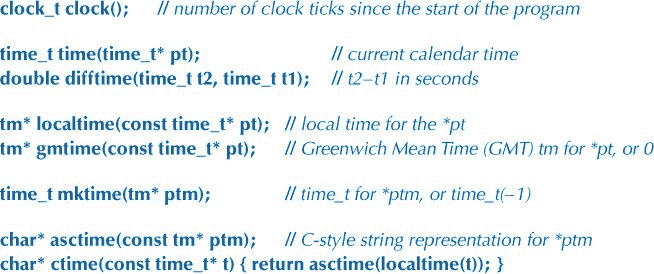 clock_t clock();   // number of clock ticks since the start of the program
time_t time(time_t* pt);   // current calendar time
double difftime(time_t t2, time_t t1);   // t2–t1 in seconds
tm* localtime(const time_t* pt);   // local time for the *pt
tm* gmtime(const time_t* pt);   // Greenwich Mean Time (GMT) tm for *pt, or 0
time_t mktime(tm* ptm);   // time_t for *ptm, or time_t(–1)
char* asctime(const tm* ptm);   // C-style string representation for *ptm
char* ctime(const time_t* t) { return asctime(localtime(t)); }